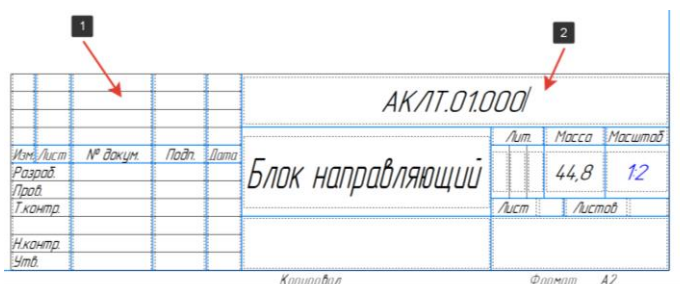 1
2
АКЛТ.01.000
Лит. Масса Масштаб
Изм. Лист № докум. Подп. Дата
Блок направляющий
44,8 1:2
Разраб.
Пров.
Т.контр.
Лист Листов
Н.контр.
Утв.
Копировал Формат А2